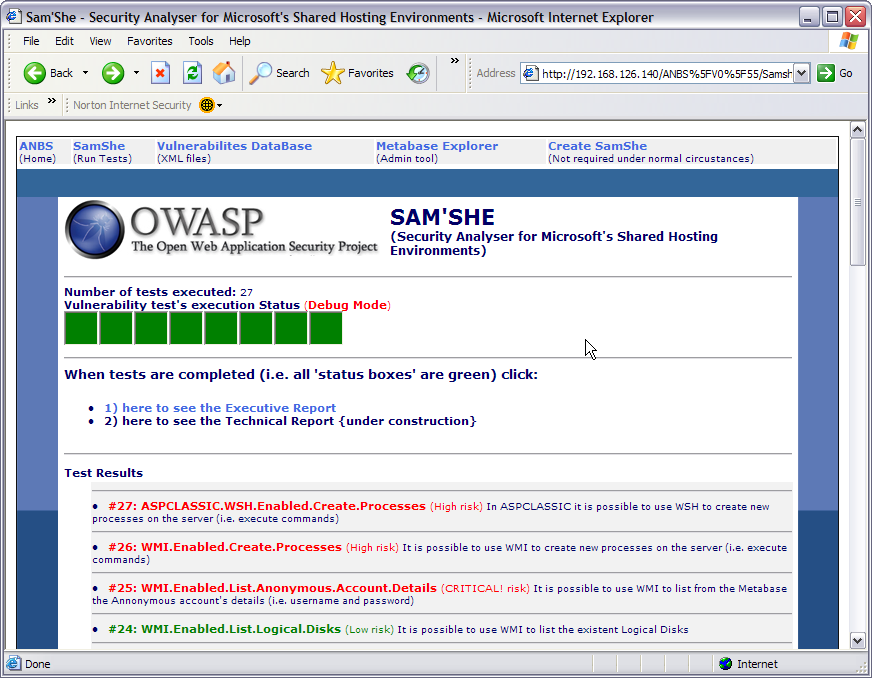 Sam'She - Security Analyser for Microsoft's Shared Hosting Environments - Microsoft Internet Explorer
File Edit View Favorites Tools Help
Back Search Favorites » Address http://192.168.126.140/ANBS%5FV0%5F55/Samsh Go
Links » Norton Internet Security
ANBS SamShe Vulnerabilites DataBase Metabase Explorer Create SamShe
(Home) (Run Tests) (XML files) (Admin tool) (Not required under normal circustances)
OWASP
The Open Web Application Security Project
SAM'SHE
(Security Analyser for Microsoft's Shared Hosting
Environments)
Number of tests executed: 27
Vulnerability test's execution Status (Debug Mode)
When tests are completed (i.e. all 'status boxes' are green) click:
• 1) here to see the Executive Report
• 2) here to see the Technical Report {under construction}
Test Results
• #27: ASPCLASSIC.WSH.Enabled.Create.Processes (High risk) In ASPCLASSIC it is possible to use WSH to create new
processes on the server (i.e. execute commands)
• #26: WMI.Enabled.Create.Processes (High risk) It is possible to use WMI to create new processes on the server (i.e. execute
commands)
• #25: WMI.Enabled.List.Anonymous.Account.Details (CRITICAL! risk) It is possible to use WMI to list from the Metabase
the Annonymous account's details (i.e. username and password)
• #24: WMI.Enabled.List.Logical.Disks (Low risk) It is possible to use WMI to list the existent Logical Disks
Done Internet